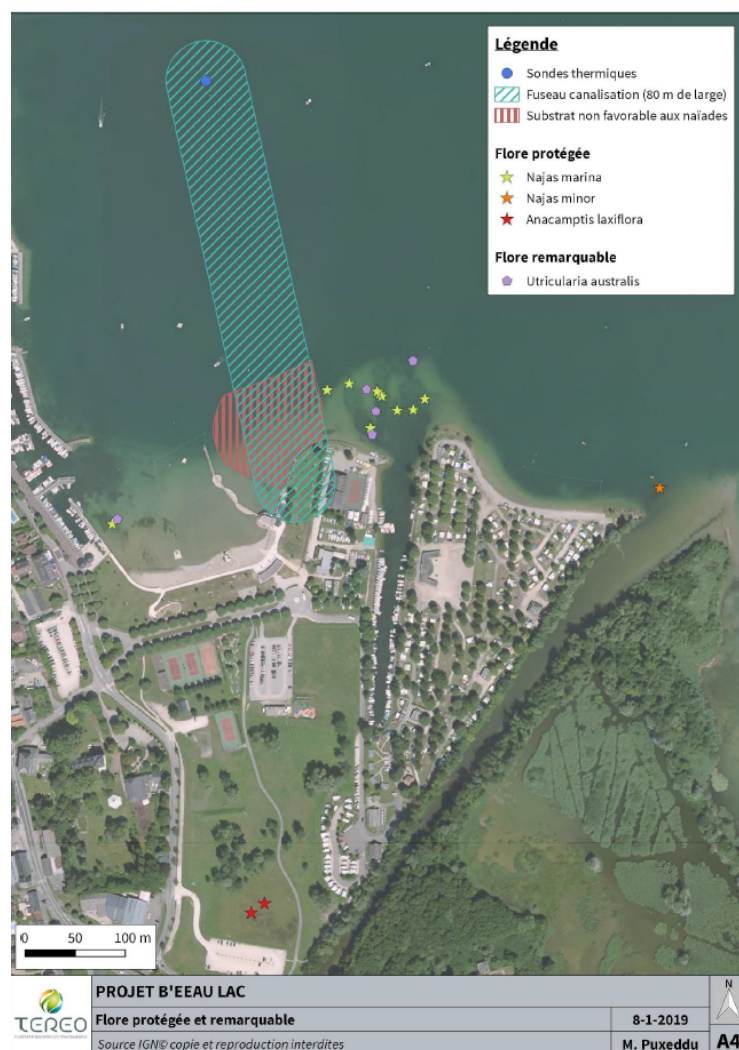 Légende
Sondes thermiques
Fuseau canalisation (80 m de large)
Substrat non favorable aux naïades
Flore protégée
Najas marina
Najas minor
Anacamptis laxiflora
Flore remarquable
Utricularia australis
0 50 100 m
TEREO
PROJET B'EEAU LAC
Flore protégée et remarquable
8-1-2019
Source IGN© copie et reproduction interdites
M. Puxeddu
N
A4